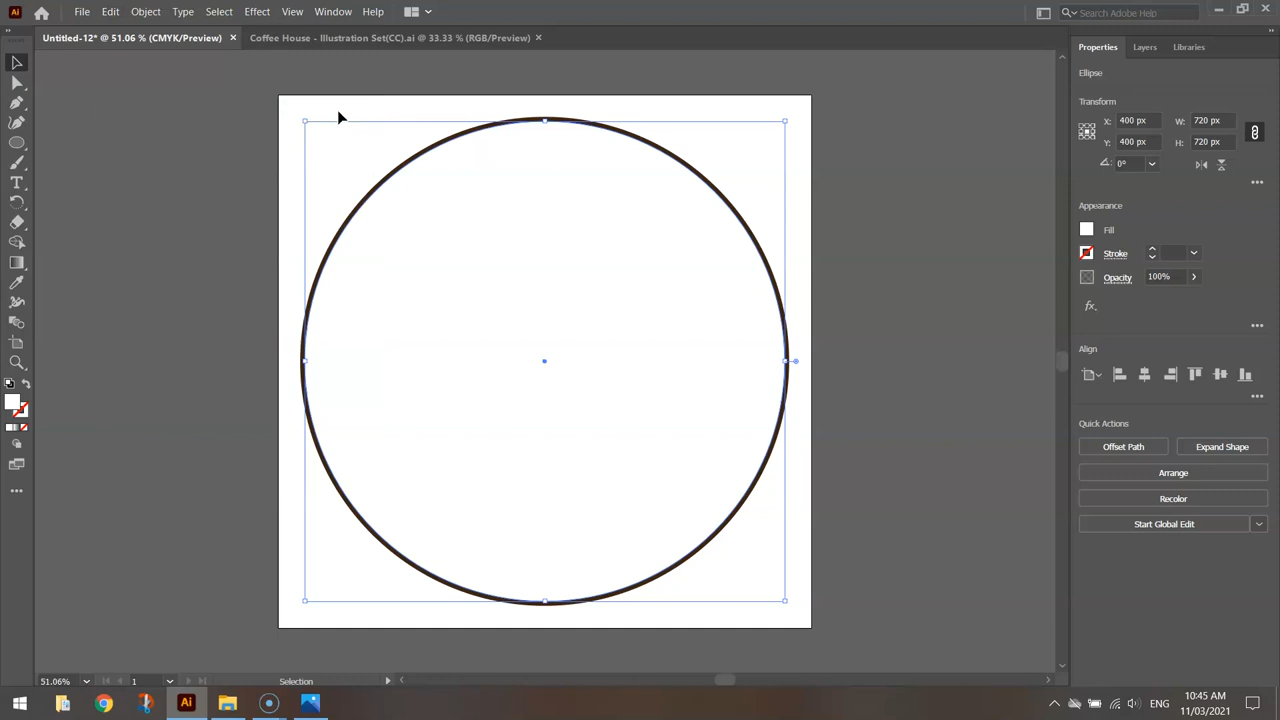 Ai File Edit Object Type Select Effect View Window Help Search Adobe Help
Untitled-12* @ 51.06 % (CMYK/Preview) × Coffee House - Illustration Set(CC).ai @ 33.33 % (RGB/Preview) ×
Properties Layers Libraries
Ellipse
Transform
X: 400 px W: 720 px
Y: 400 px H: 720 px
0°
Appearance
Fill
Stroke
Opacity 100%
fx.
Align
Quick Actions
Offset Path Expand Shape
Arrange
Recolor
Start Global Edit
51.06% 1 Selection
Ai ENG 10:45 AM
11/03/2021